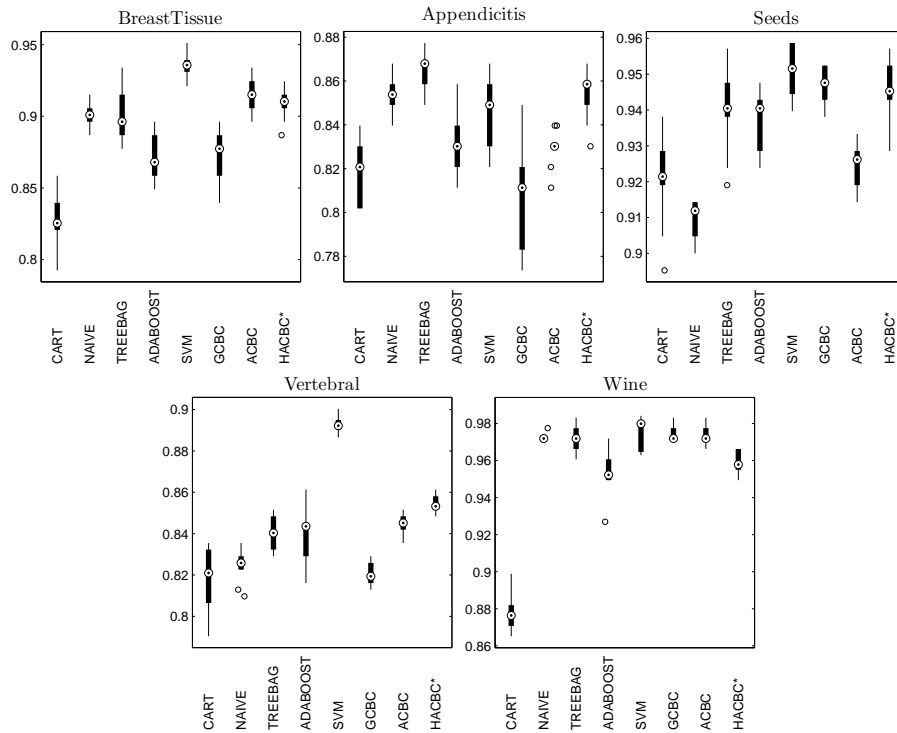 BreastTissue
0.95
0.9
0.85
0.8
CART
NAIVE
TREEBAG
ADABOOST
SVM
GCBC
ACBC
HACBC*
Appendicitis
0.88
0.86
0.84
0.82
0.8
0.78
CART
NAIVE
TREEBAG
ADABOOST
SVM
GCBC
ACBC
HACBC*
Seeds
0.96
0.95
0.94
0.93
0.92
0.91
0.9
CART
NAIVE
TREEBAG
ADABOOST
SVM
GCBC
ACBC
HACBC*
Vertebral
0.9
0.88
0.86
0.84
0.82
0.8
CART
NAIVE
TREEBAG
ADABOOST
SVM
GCBC
ACBC
HACBC*
Wine
0.98
0.96
0.94
0.92
0.9
0.88
0.86
CART
NAIVE
TREEBAG
ADABOOST
SVM
GCBC
ACBC
HACBC*